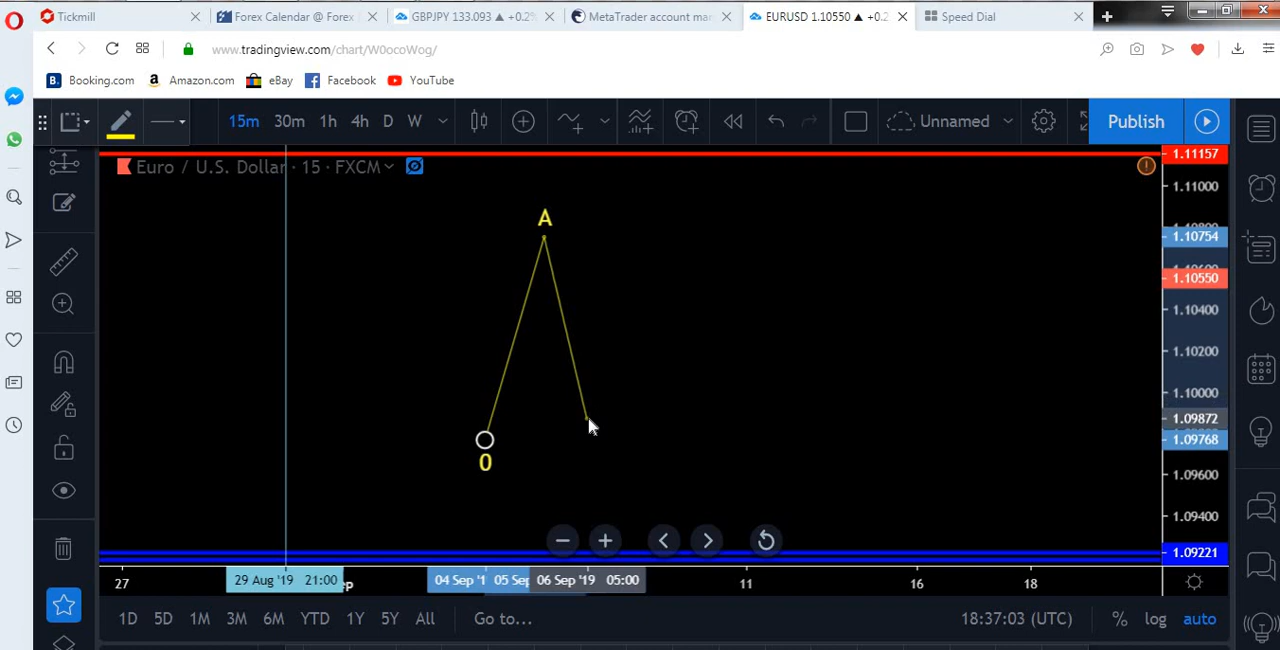 Tickmill
Forex Calendar @ Forex
GBPJPY 133.093 ▲ +0.2%
MetaTrader account mar
EURUSD 1.10550 ▲ +0.2
Speed Dial
www.tradingview.com/chart/W0ocoWog/
Booking.com
Amazon.com
eBay
Facebook
YouTube
15m 30m 1h 4h D W
Unnamed
Publish
Euro / U.S. Dollar · 15 · FXCM
1.11157
1.11000
A
1.10754
1.10550
1.10400
1.10200
1.10000
1.09872
1.09768
0
1.09600
1.09400
1.09221
27
29 Aug '19 21:00
04 Sep '1
05 Sep
06 Sep '19 05:00
11
16
18
1D 5D 1M 3M 6M YTD 1Y 5Y All
Go to...
18:37:03 (UTC)
% log auto